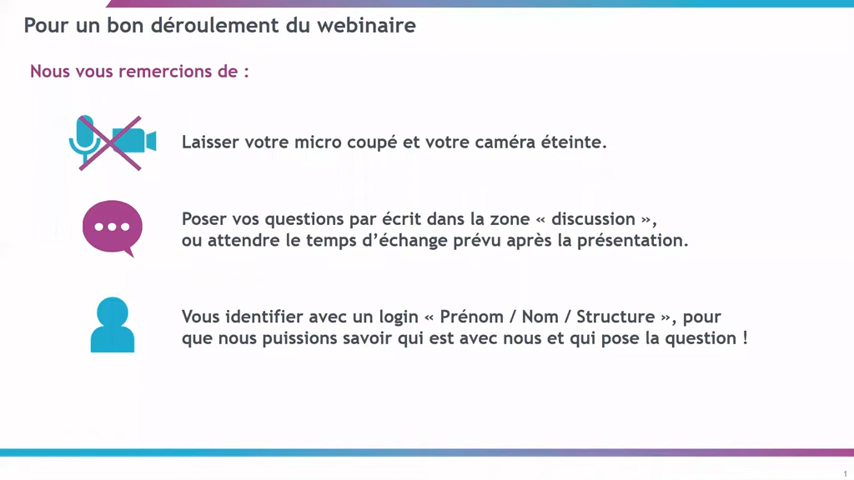 Pour un bon déroulement du webinaire
Nous vous remercions de :
Laisser votre micro coupé et votre caméra éteinte.
Poser vos questions par écrit dans la zone « discussion »,
ou attendre le temps d’échange prévu après la présentation.
Vous identifier avec un login « Prénom / Nom / Structure », pour
que nous puissions savoir qui est avec nous et qui pose la question !
1